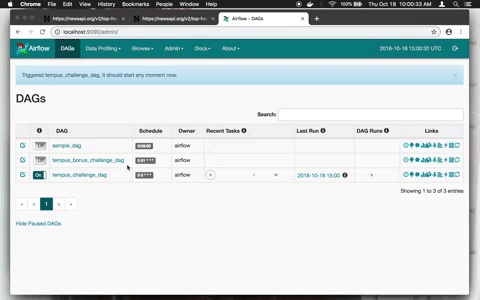 Chrome File Edit View History Bookmarks People Window Help
100% Thu Oct 18 10:00:33 AM
https://newsapi.org/v2/top-he
https://newsapi.org/v2/top-he
Airflow - DAGs
localhost:9090/admin/
Airflow DAGs Data Profiling Browse Admin Docs About 2018-10-18 15:00:32 UTC
Triggered tempus_challenge_dag, it should start any moment now.
DAGs
Search:
DAG Schedule Owner Recent Tasks Last Run DAG Runs Links
Off sample_dag airflow
Off tempus_bonus_challenge_dag airflow
On tempus_challenge_dag airflow 2018-10-18 15:00
Showing 1 to 3 of 3 entries
« ‹ 1 › »
Hide Paused DAGs